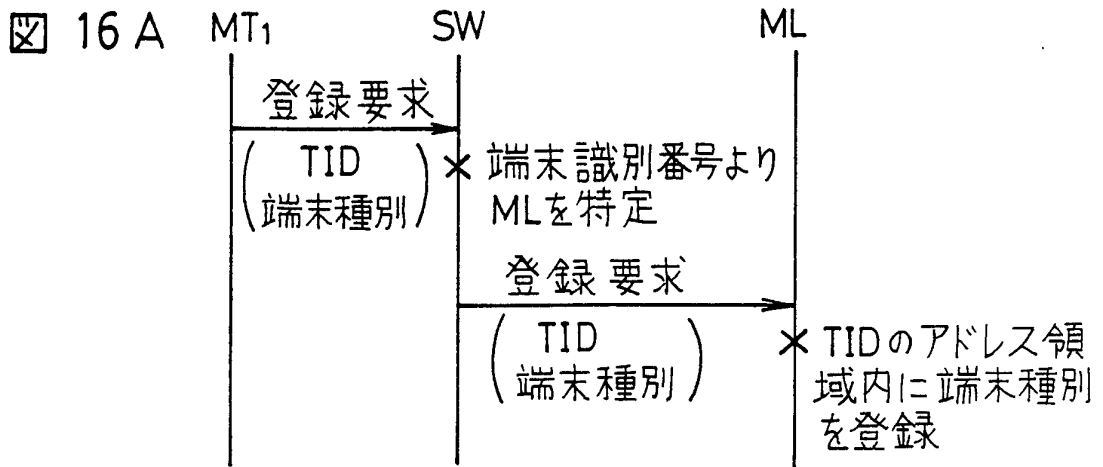 図 16A
MT1
SW
ML
登録要求
(TID
端末種別)
端末識別番号より
MLを特定
登録要求
(TID
端末種別)
TIDのアドレス領
域内に端末種別
を登録